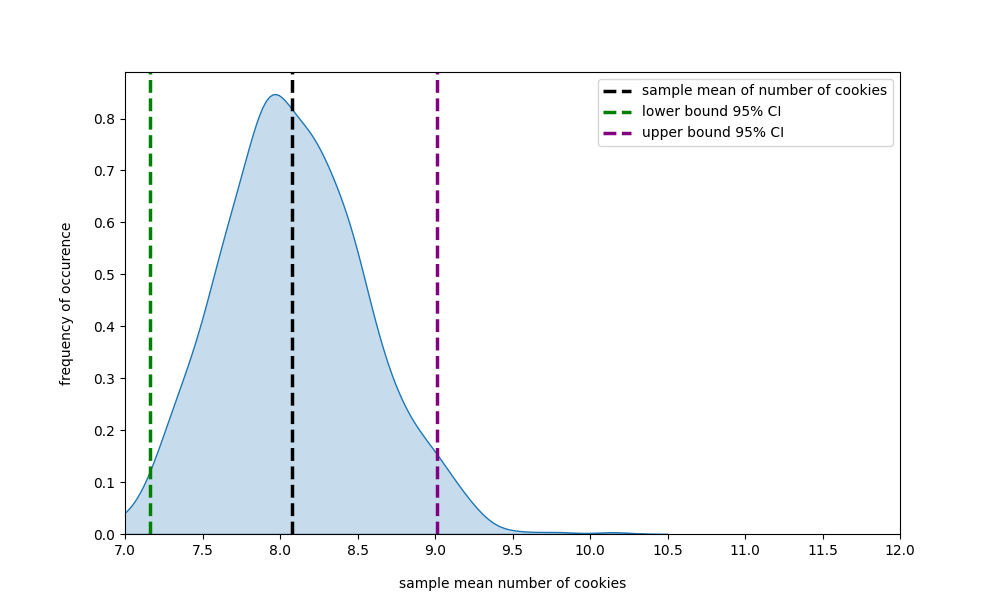 sample mean of number of cookies
lower bound 95% CI
upper bound 95% CI
0.8
0.7
0.6
0.5
0.4
0.3
0.2
0.1
0.0
frequency of occurence
7.0 7.5 8.0 8.5 9.0 9.5 10.0 10.5 11.0 11.5 12.0
sample mean number of cookies